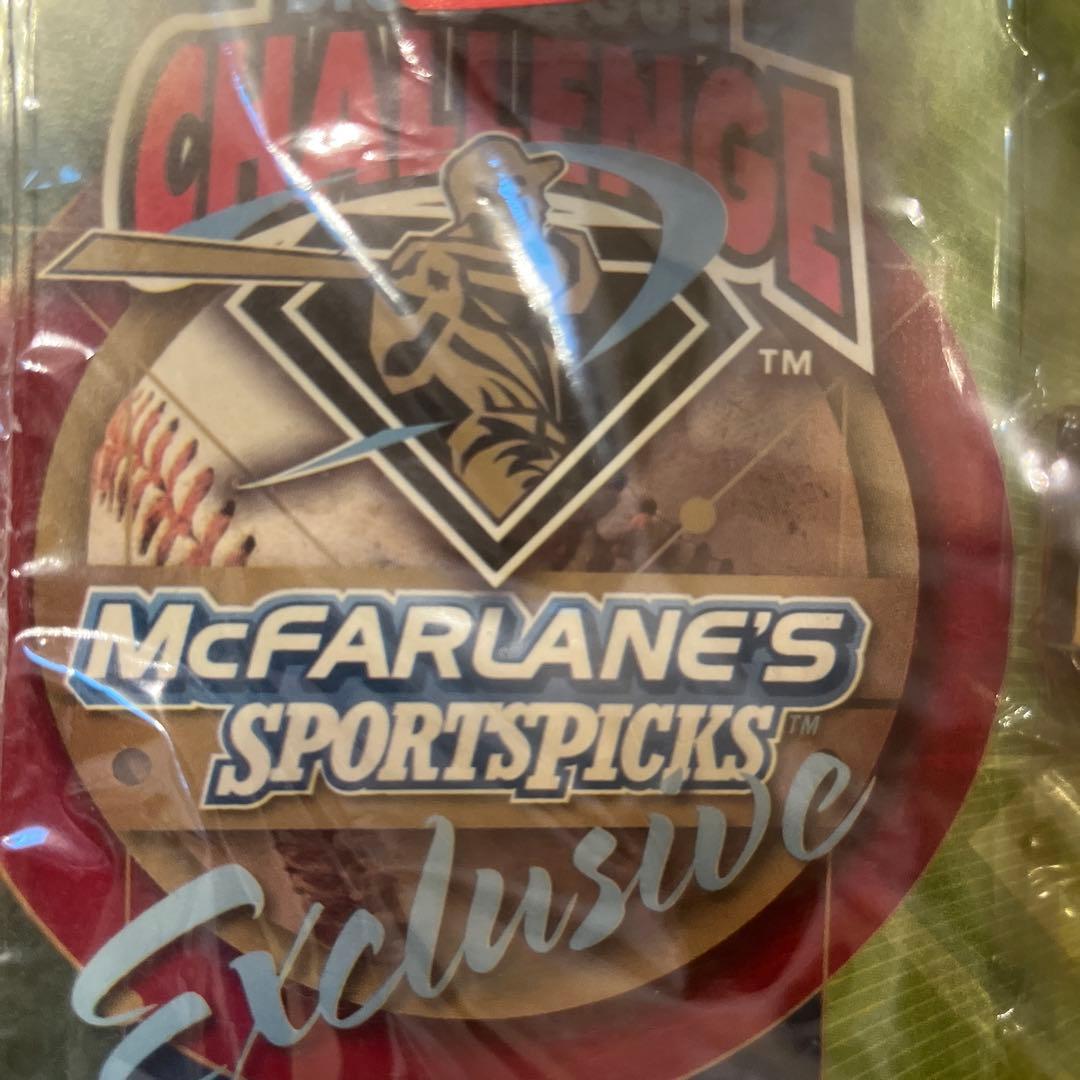 CHALLENGE
TM
McFARLANE'S
SPORTSPICKS TM
Exclusive